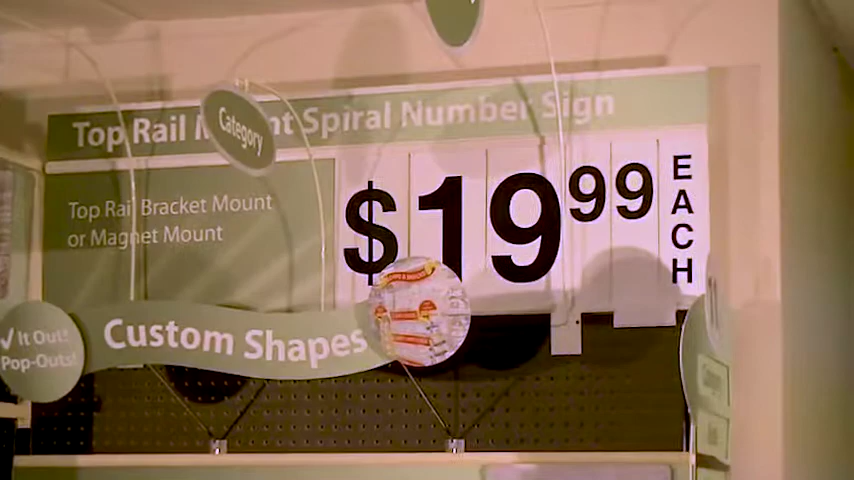 Top Rail Mount Spiral Number Sign
Category
Top Rail Bracket Mount
or Magnet Mount
$19 99
EACH
Custom Shapes
✓It Out!
Pop-Outs!